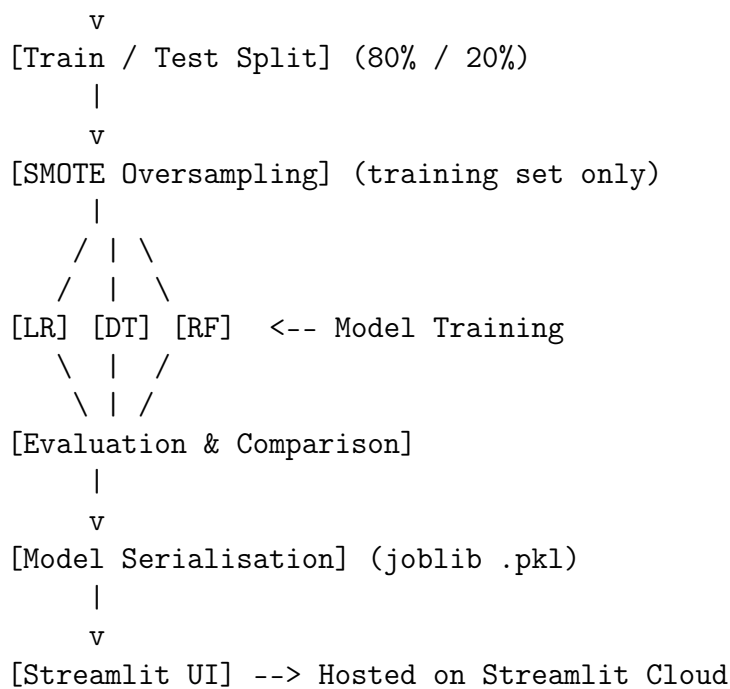 v
[Train / Test Split] (80% / 20%)
     |
     v
[SMOTE Oversampling] (training set only)
     |
    / | \
   /  |  \
[LR] [DT] [RF]  <-- Model Training
   \  |  /
    \ | /
[Evaluation & Comparison]
     |
     v
[Model Serialisation] (joblib .pkl)
     |
     v
[Streamlit UI] --> Hosted on Streamlit Cloud